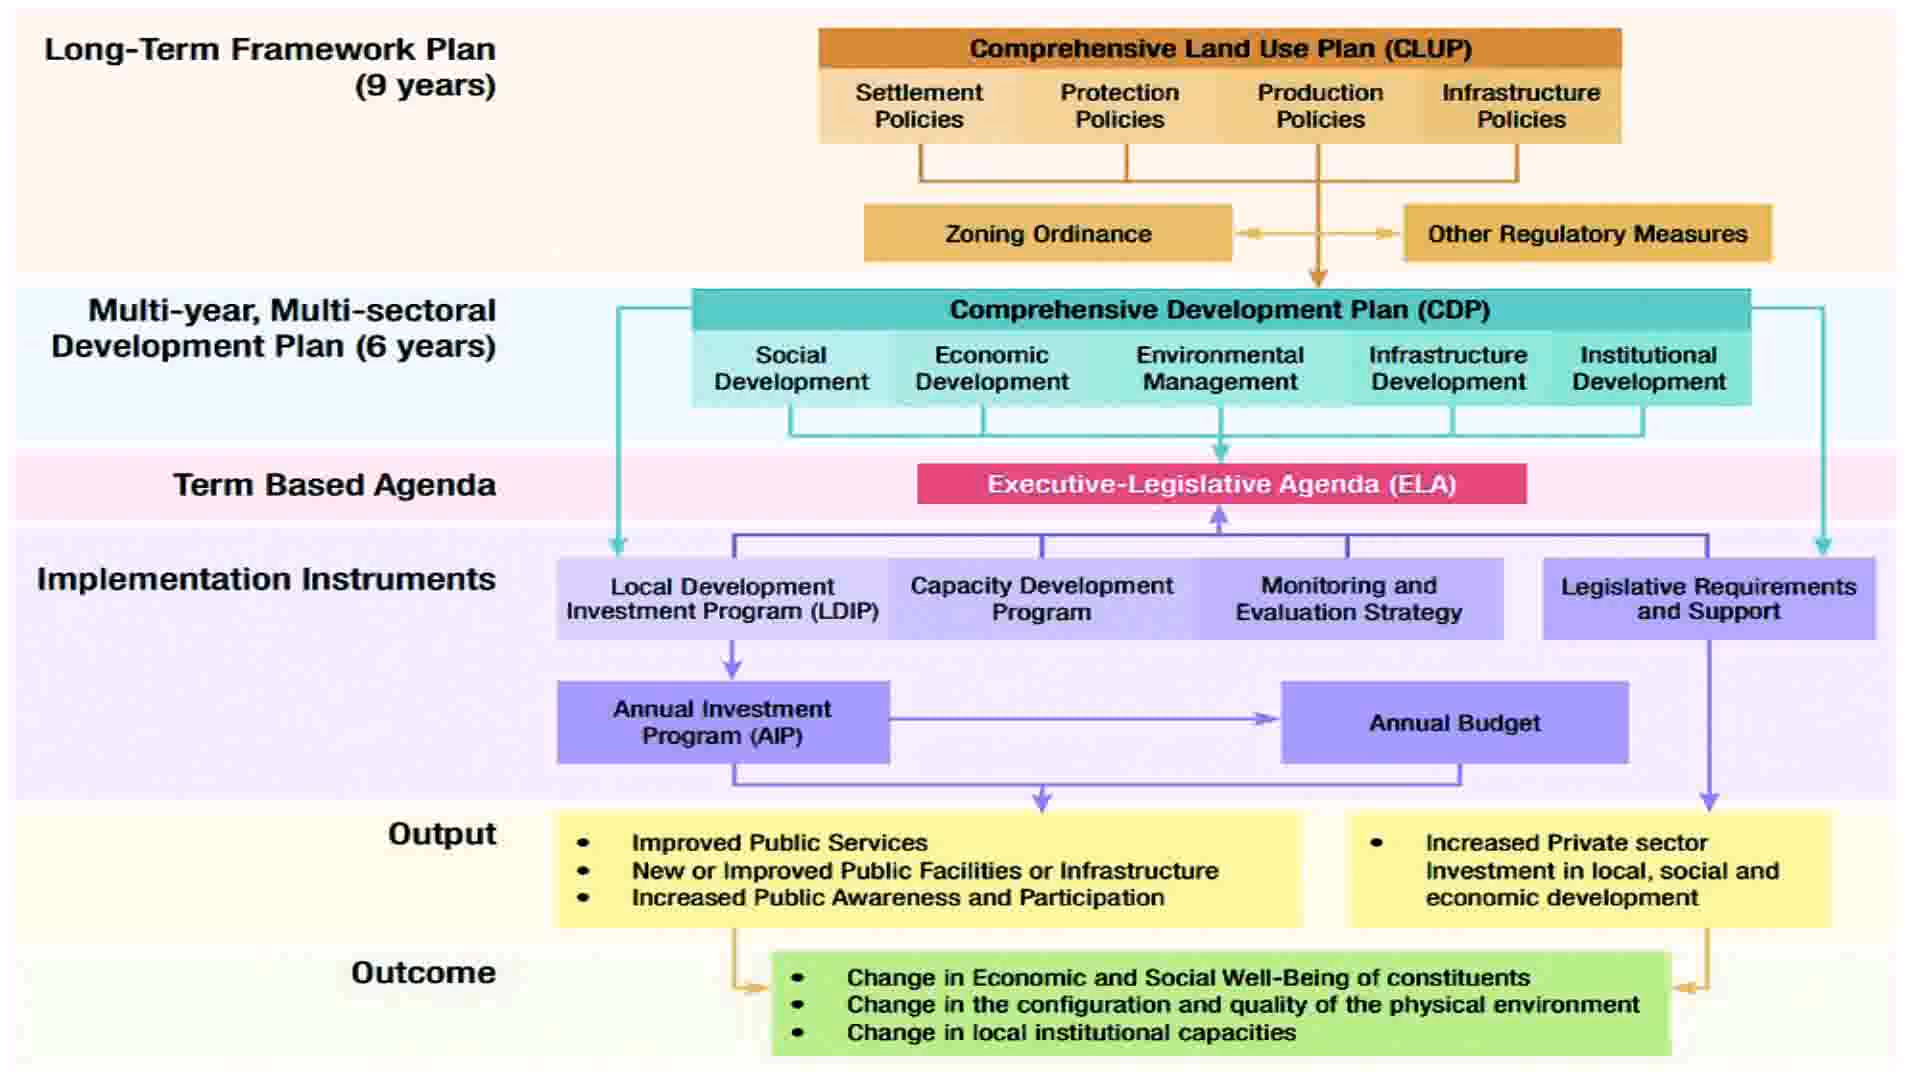 Long-Term Framework Plan
(9 years)
Comprehensive Land Use Plan (CLUP)
Settlement
Policies
Protection
Policies
Production
Policies
Infrastructure
Policies
Zoning Ordinance
Other Regulatory Measures
Multi-year, Multi-sectoral
Development Plan (6 years)
Comprehensive Development Plan (CDP)
Social
Development
Economic
Development
Environmental
Management
Infrastructure
Development
Institutional
Development
Term Based Agenda
Executive-Legislative Agenda (ELA)
Implementation Instruments
Local Development
Investment Program (LDIP)
Capacity Development
Program
Monitoring and
Evaluation Strategy
Legislative Requirements
and Support
Annual Investment
Program (AIP)
Annual Budget
Output
• Improved Public Services
• New or Improved Public Facilities or Infrastructure
• Increased Public Awareness and Participation
• Increased Private sector
Investment in local, social and
economic development
Outcome
• Change in Economic and Social Well-Being of constituents
• Change in the configuration and quality of the physical environment
• Change in local institutional capacities